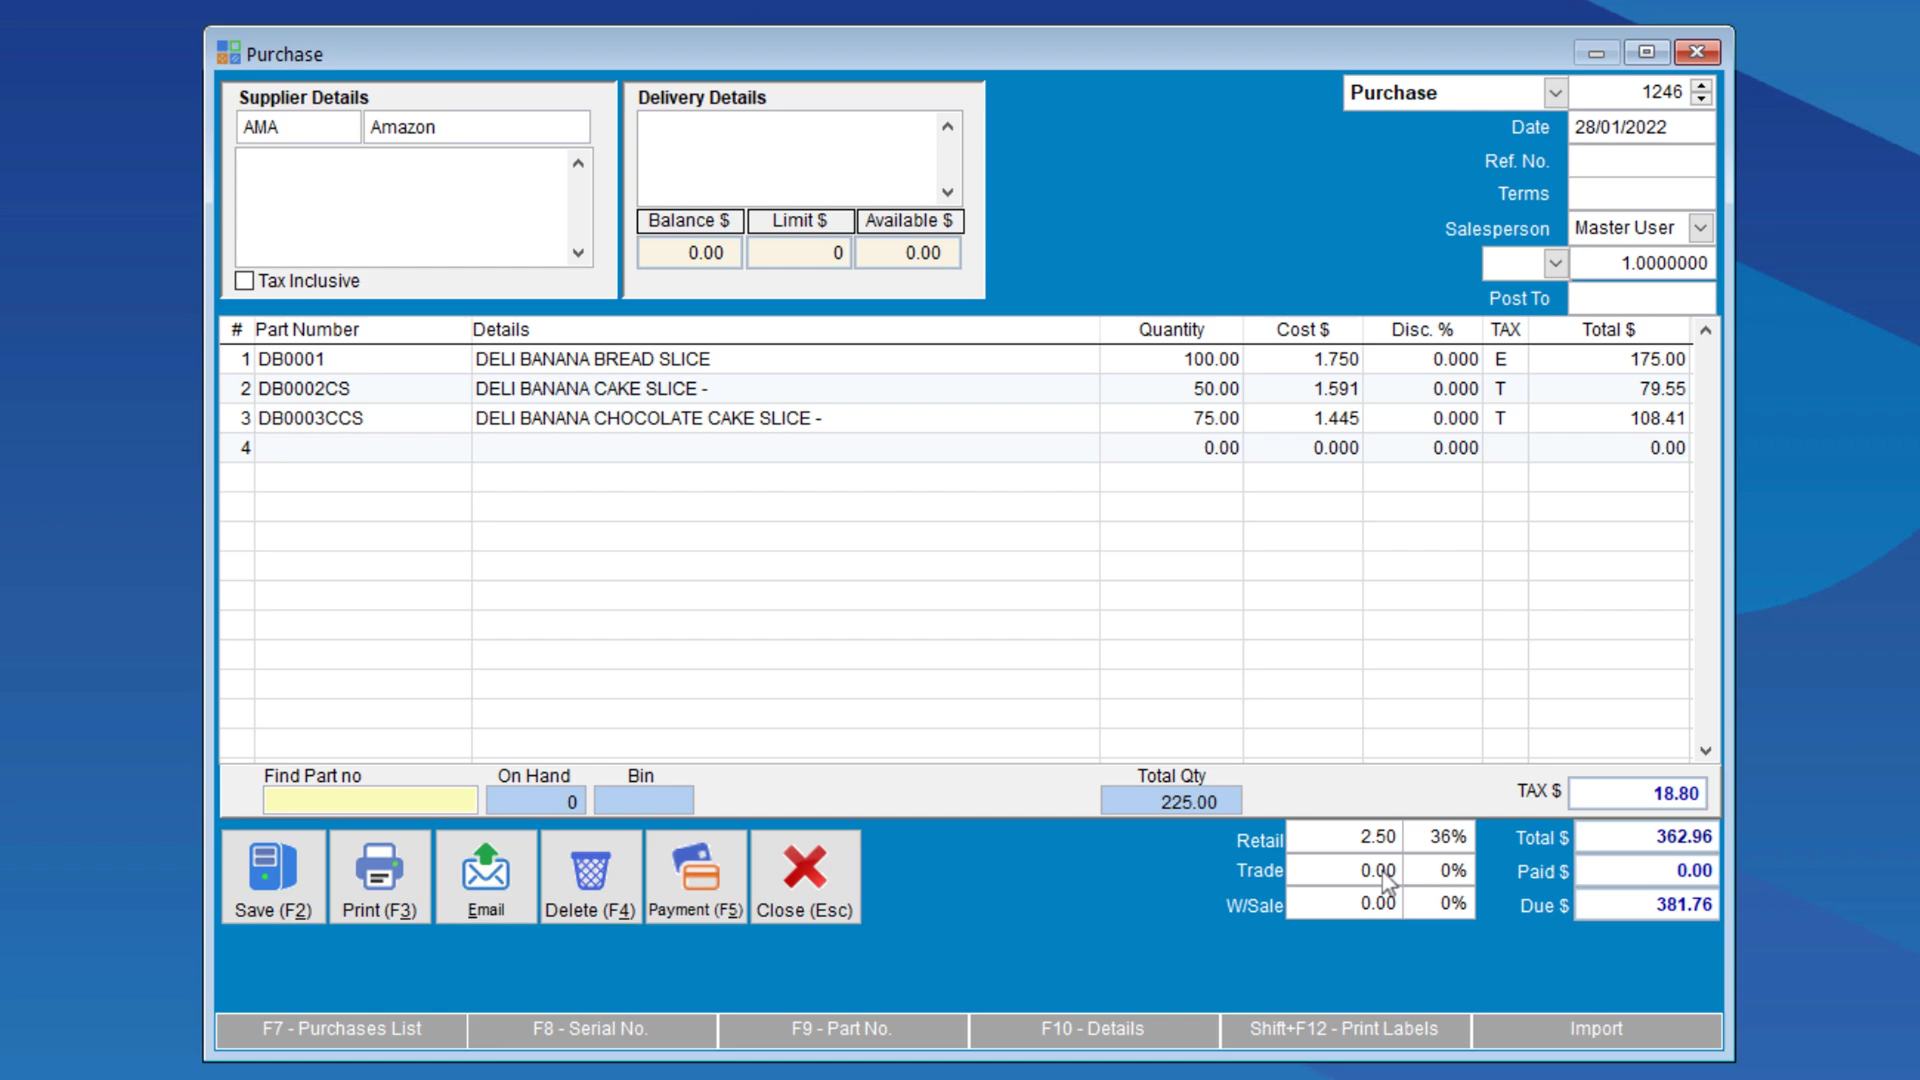 Purchase
Supplier Details
AMA Amazon
Tax Inclusive
Delivery Details
Balance $ Limit $ Available $
0.00 0 0.00
Purchase 1246
Date 28/01/2022
Ref. No.
Terms
Salesperson Master User
1.0000000
Post To
# Part Number Details Quantity Cost $ Disc. % TAX Total $
1 DB0001 DELI BANANA BREAD SLICE 100.00 1.750 0.000 E 175.00
2 DB0002CS DELI BANANA CAKE SLICE - 50.00 1.591 0.000 T 79.55
3 DB0003CCS DELI BANANA CHOCOLATE CAKE SLICE - 75.00 1.445 0.000 T 108.41
4 0.00 0.000 0.000 0.00
Find Part no On Hand Bin Total Qty
0 225.00
TAX $ 18.80
Save (F2) Print (F3) Email Delete (F4) Payment (F5) Close (Esc)
Retail 2.50 36% Total $ 362.96
Trade 0.00 0% Paid $ 0.00
W/Sale 0.00 0% Due $ 381.76
F7 - Purchases List F8 - Serial No. F9 - Part No. F10 - Details Shift+F12 - Print Labels Import